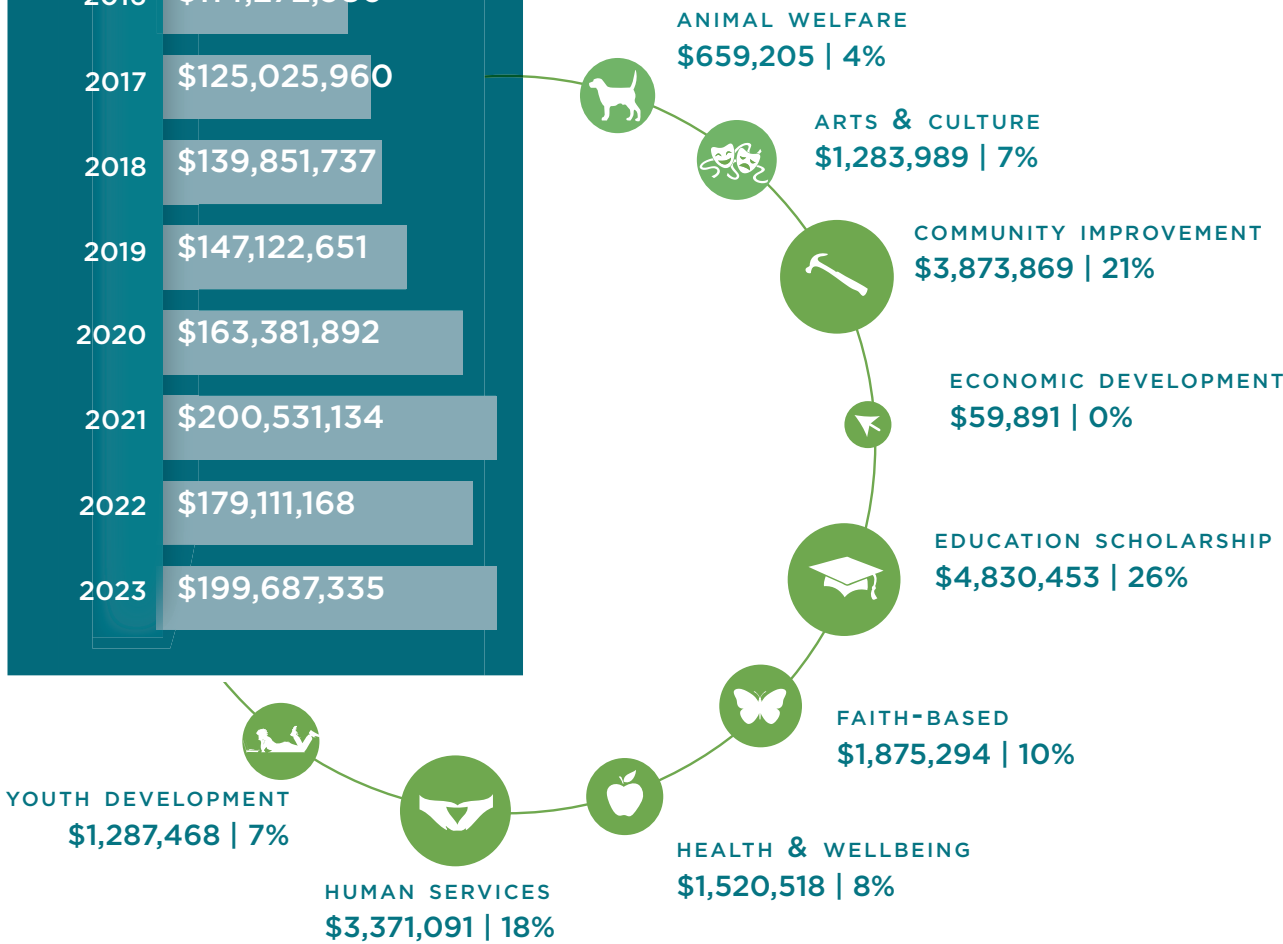 2017 $125,025,960
2018 $139,851,737
2019 $147,122,651
2020 $163,381,892
2021 $200,531,134
2022 $179,111,168
2023 $199,687,335
ANIMAL WELFARE
$659,205 | 4%
ARTS & CULTURE
$1,283,989 | 7%
COMMUNITY IMPROVEMENT
$3,873,869 | 21%
ECONOMIC DEVELOPMENT
$59,891 | 0%
EDUCATION SCHOLARSHIP
$4,830,453 | 26%
FAITH-BASED
$1,875,294 | 10%
HEALTH & WELLBEING
$1,520,518 | 8%
HUMAN SERVICES
$3,371,091 | 18%
YOUTH DEVELOPMENT
$1,287,468 | 7%